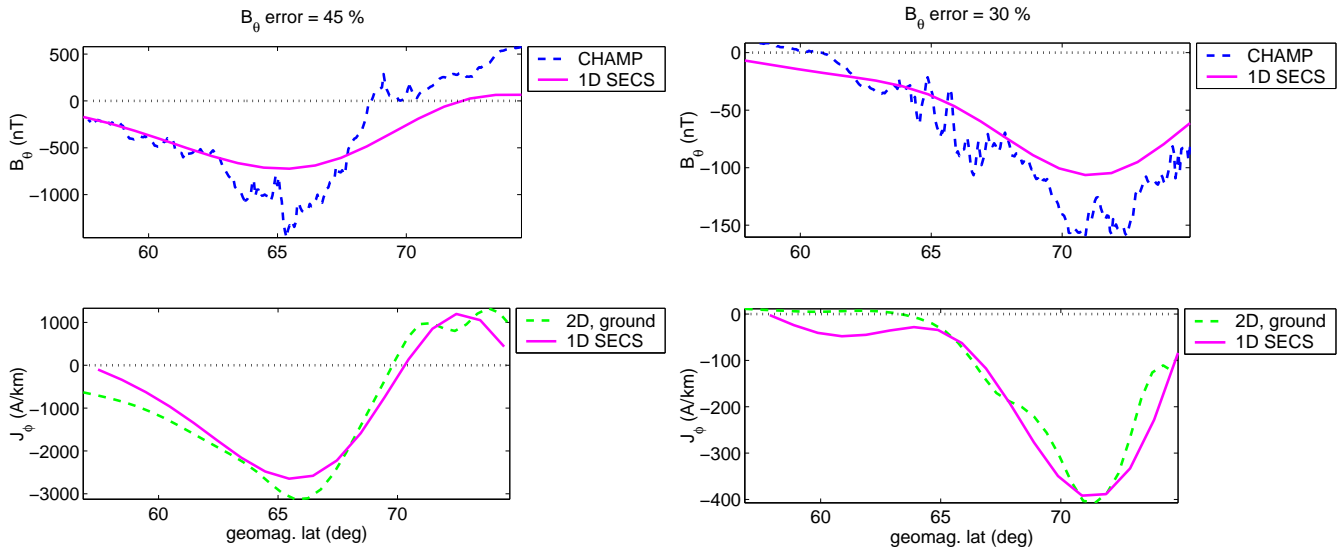 B_θ error = 45 %
500
0
−500
−1000
B_θ (nT)
60
65
70
CHAMP
1D SECS
B_θ error = 30 %
0
−50
−100
−150
B_θ (nT)
60
65
70
CHAMP
1D SECS
1000
0
−1000
−2000
−3000
J_ϕ (A/km)
60
65
70
geomag. lat (deg)
2D, ground
1D SECS
0
−100
−200
−300
−400
J_ϕ (A/km)
60
65
70
geomag. lat (deg)
2D, ground
1D SECS